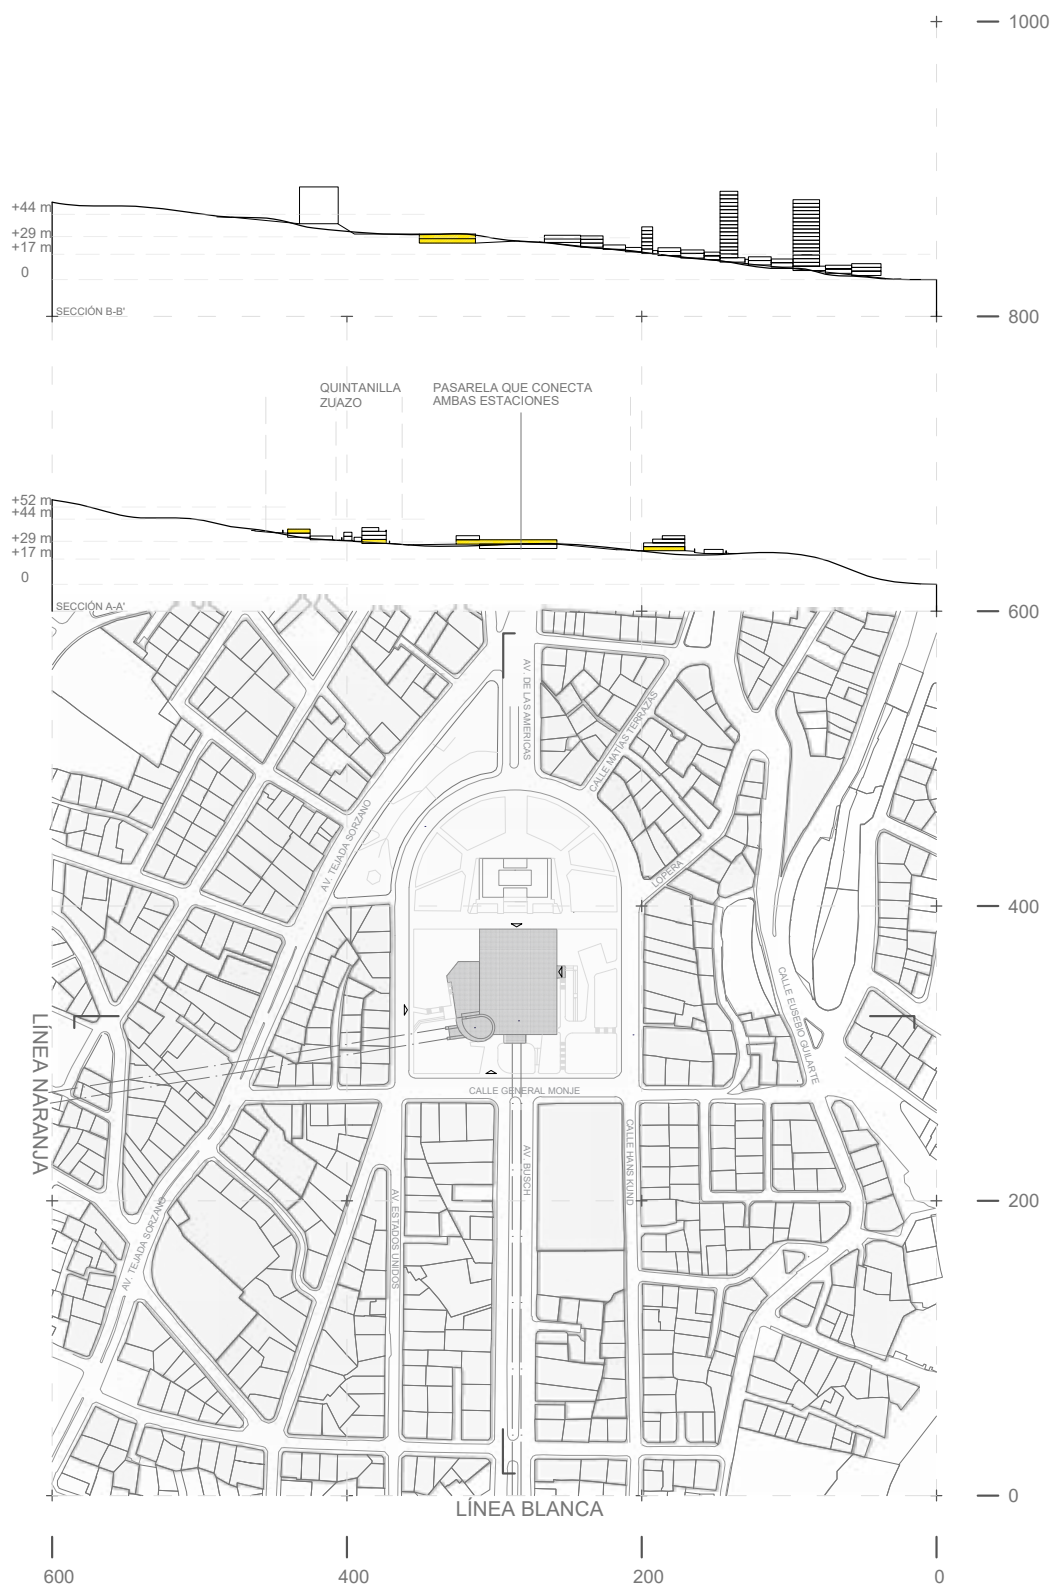 1000
+44 m
+29 m
+17 m
0
SECCIÓN B-B'
800
QUINTANILLA
ZUAZO
PASARELA QUE CONECTA
AMBAS ESTACIONES
+52 m
+44 m
+29 m
+17 m
0
SECCIÓN A-A'
600
AV. DE LAS AMERICAS
CALLE MATIAS TERRAZAS
AV. TEJADA SORZANO
LOPERA
400
CALLE EUSEBIO GUILARTE
LÍNEA NARANJA
CALLE GENERAL MONJE
AV. BUSCH
CALLE HANS KUND
AV. ESTADOS UNIDOS
AV. TEJADA SORZANO
200
0
LÍNEA BLANCA
600
400
200
0